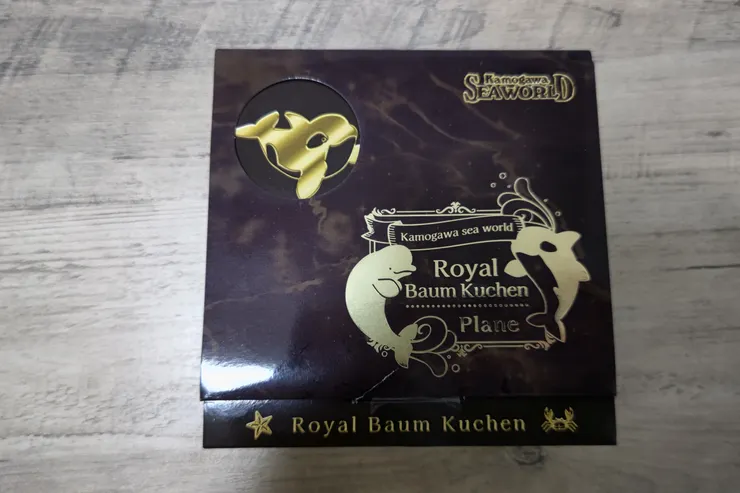 Kamogawa
SEAWORLD
Kamogawa sea world
Royal
Baum Kuchen
Plane
Royal Baum Kuchen